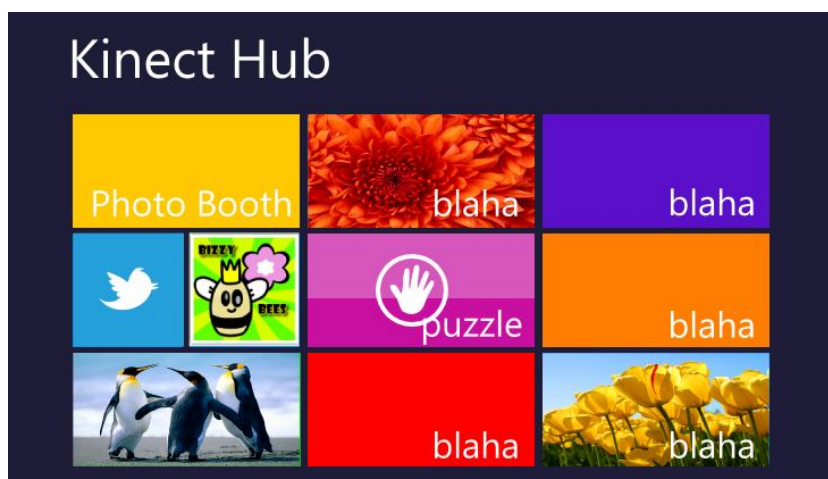 Kinect Hub
Photo Booth
blaha
blaha
BIZZY
BEES
puzzle
blaha
blaha
blaha